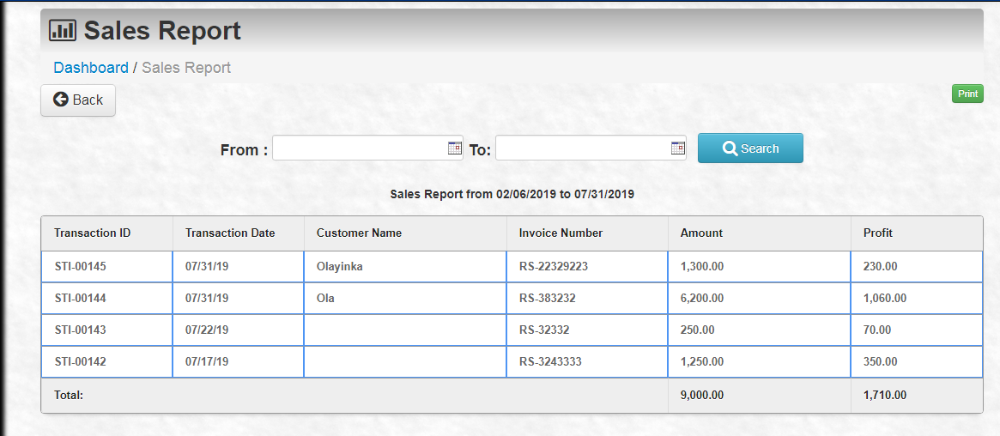 Sales Report
Dashboard / Sales Report
Back
Print
From : To: Search
Sales Report from 02/06/2019 to 07/31/2019
Transaction ID Transaction Date Customer Name Invoice Number Amount Profit
STI-00145 07/31/19 Olayinka RS-22329223 1,300.00 230.00
STI-00144 07/31/19 Ola RS-383232 6,200.00 1,060.00
STI-00143 07/22/19 RS-32332 250.00 70.00
STI-00142 07/17/19 RS-3243333 1,250.00 350.00
Total: 9,000.00 1,710.00